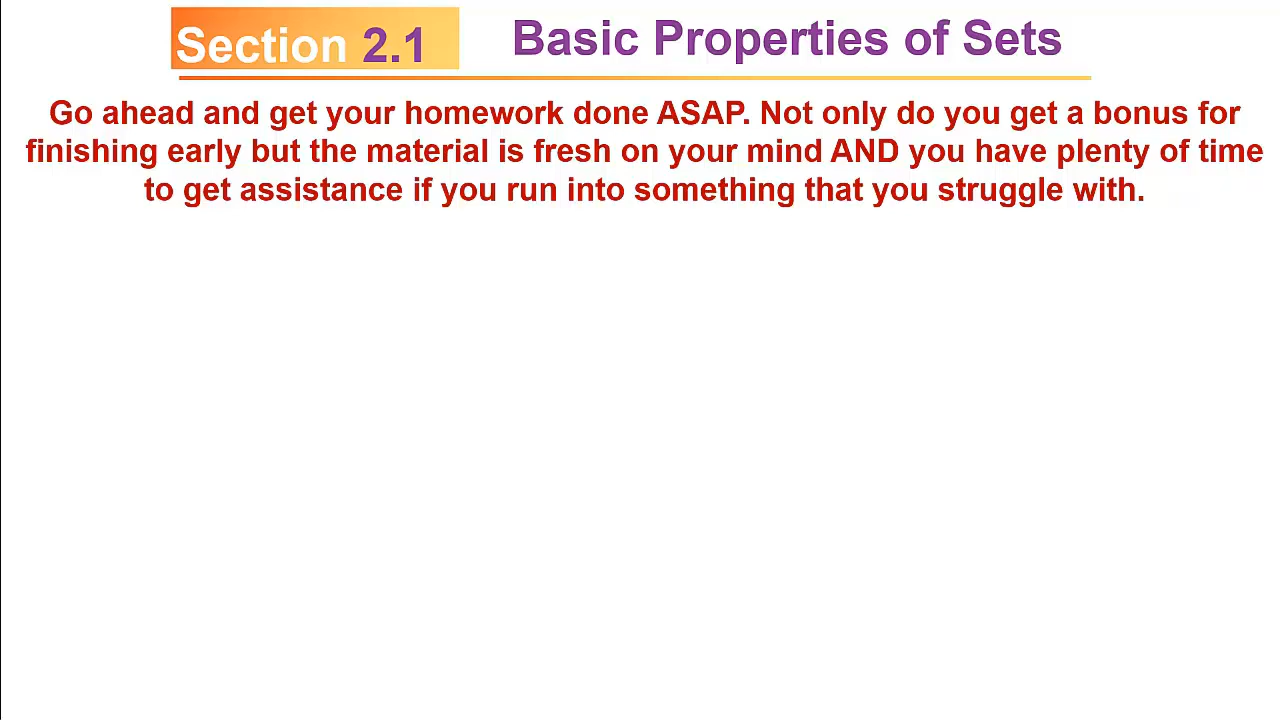 Section 2.1 Basic Properties of Sets
Go ahead and get your homework done ASAP. Not only do you get a bonus for
finishing early but the material is fresh on your mind AND you have plenty of time
to get assistance if you run into something that you struggle with.